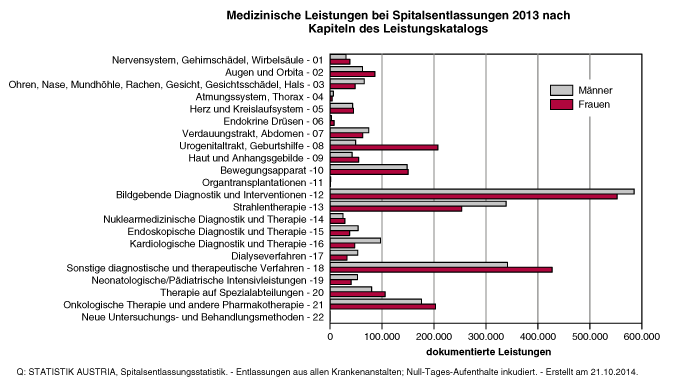 Medizinische Leistungen bei Spitalsentlassungen 2013 nach
Kapiteln des Leistungskatalogs
Nervensystem, Gehirnschädel, Wirbelsäule - 01
Augen und Orbita - 02
Ohren, Nase, Mundhöhle, Rachen, Gesicht, Gesichtsschädel, Hals - 03
Atmungssystem, Thorax - 04
Herz und Kreislaufsystem - 05
Endokrine Drüsen - 06
Verdauungstrakt, Abdomen - 07
Urogenitaltrakt, Geburtshilfe - 08
Haut und Anhangsgebilde - 09
Bewegungsapparat -10
Organtransplantationen -11
Bildgebende Diagnostik und Interventionen -12
Strahlentherapie -13
Nuklearmedizinische Diagnostik und Therapie -14
Endoskopische Diagnostik und Therapie -15
Kardiologische Diagnostik und Therapie -16
Dialyseverfahren -17
Sonstige diagnostische und therapeutische Verfahren - 18
Neonatologische/Pädiatrische Intensivleistungen -19
Therapie auf Spezialabteilungen - 20
Onkologische Therapie und andere Pharmakotherapie - 21
Neue Untersuchungs- und Behandlungsmethoden - 22
Männer
Frauen
0 100.000 200.000 300.000 400.000 500.000 600.000
dokumentierte Leistungen
Q: STATISTIK AUSTRIA, Spitalsentlassungsstatistik. - Entlassungen aus allen Krankenanstalten; Null-Tages-Aufenthalte inkudiert. - Erstellt am 21.10.2014.